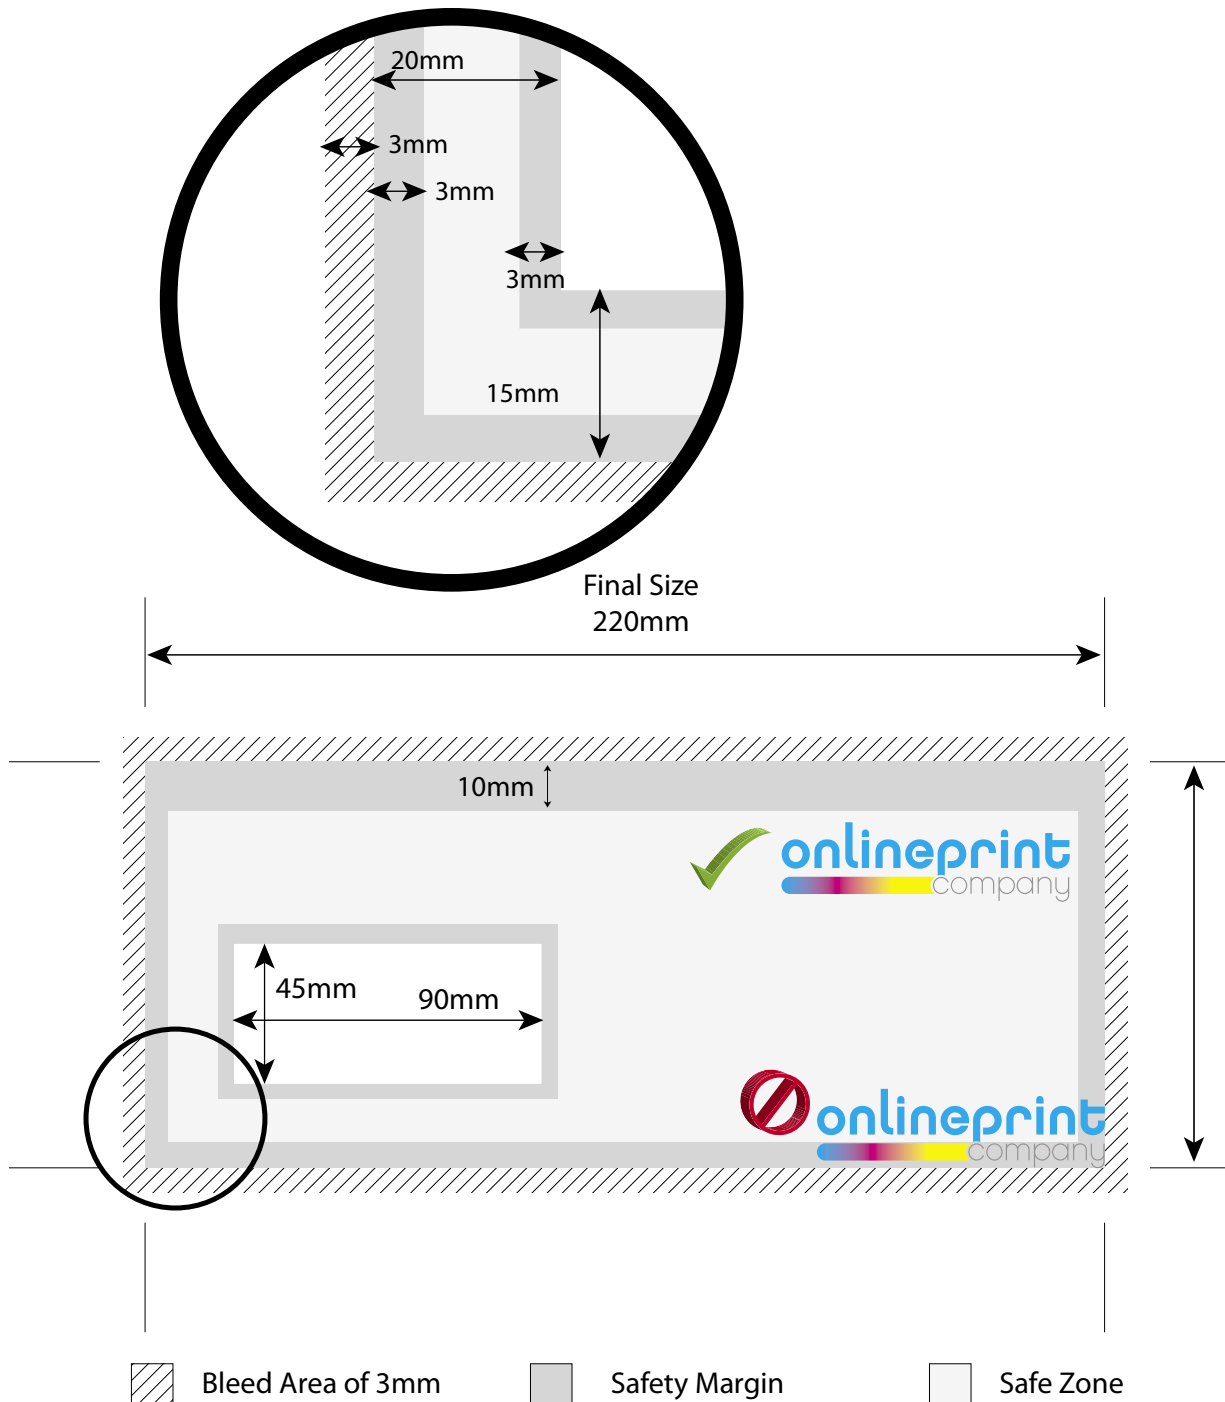 20mm
3mm
3mm
3mm
15mm
Final Size
220mm
10mm
onlineprint
company
45mm
90mm
onlineprint
company
Bleed Area of 3mm
Safety Margin
Safe Zone